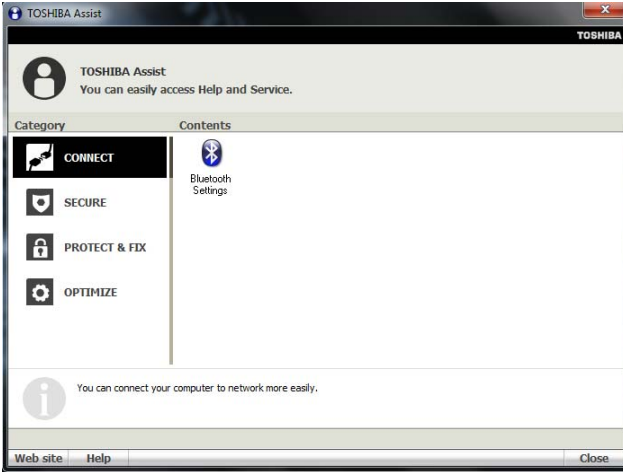 TOSHIBA Assist
TOSHIBA
TOSHIBA Assist
You can easily access Help and Service.
Category
Contents
CONNECT
SECURE
PROTECT & FIX
OPTIMIZE
Bluetooth
Settings
You can connect your computer to network more easily.
Web site
Help
Close